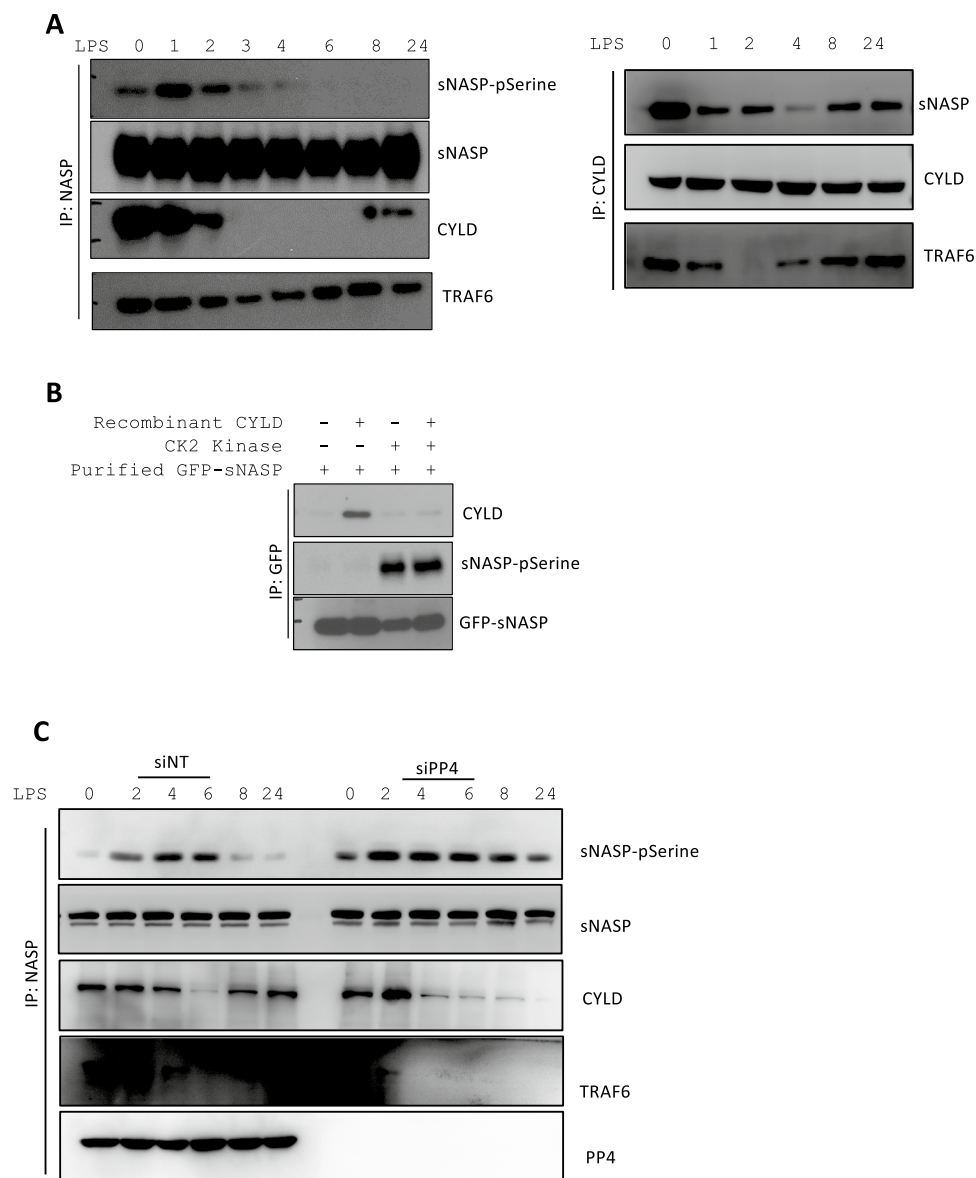 A
LPS 0 1 2 3 4 6 8 24
IP: NASP
sNASP-pSerine
sNASP
CYLD
TRAF6
LPS 0 1 2 4 8 24
IP: CYLD
sNASP
CYLD
TRAF6
B
Recombinant CYLD - + - +
CK2 Kinase - - + +
Purified GFP-sNASP + + + +
IP: GFP
CYLD
sNASP-pSerine
GFP-sNASP
C
siNT siPP4
LPS 0 2 4 6 8 24 0 2 4 6 8 24
IP: NASP
sNASP-pSerine
sNASP
CYLD
TRAF6
PP4